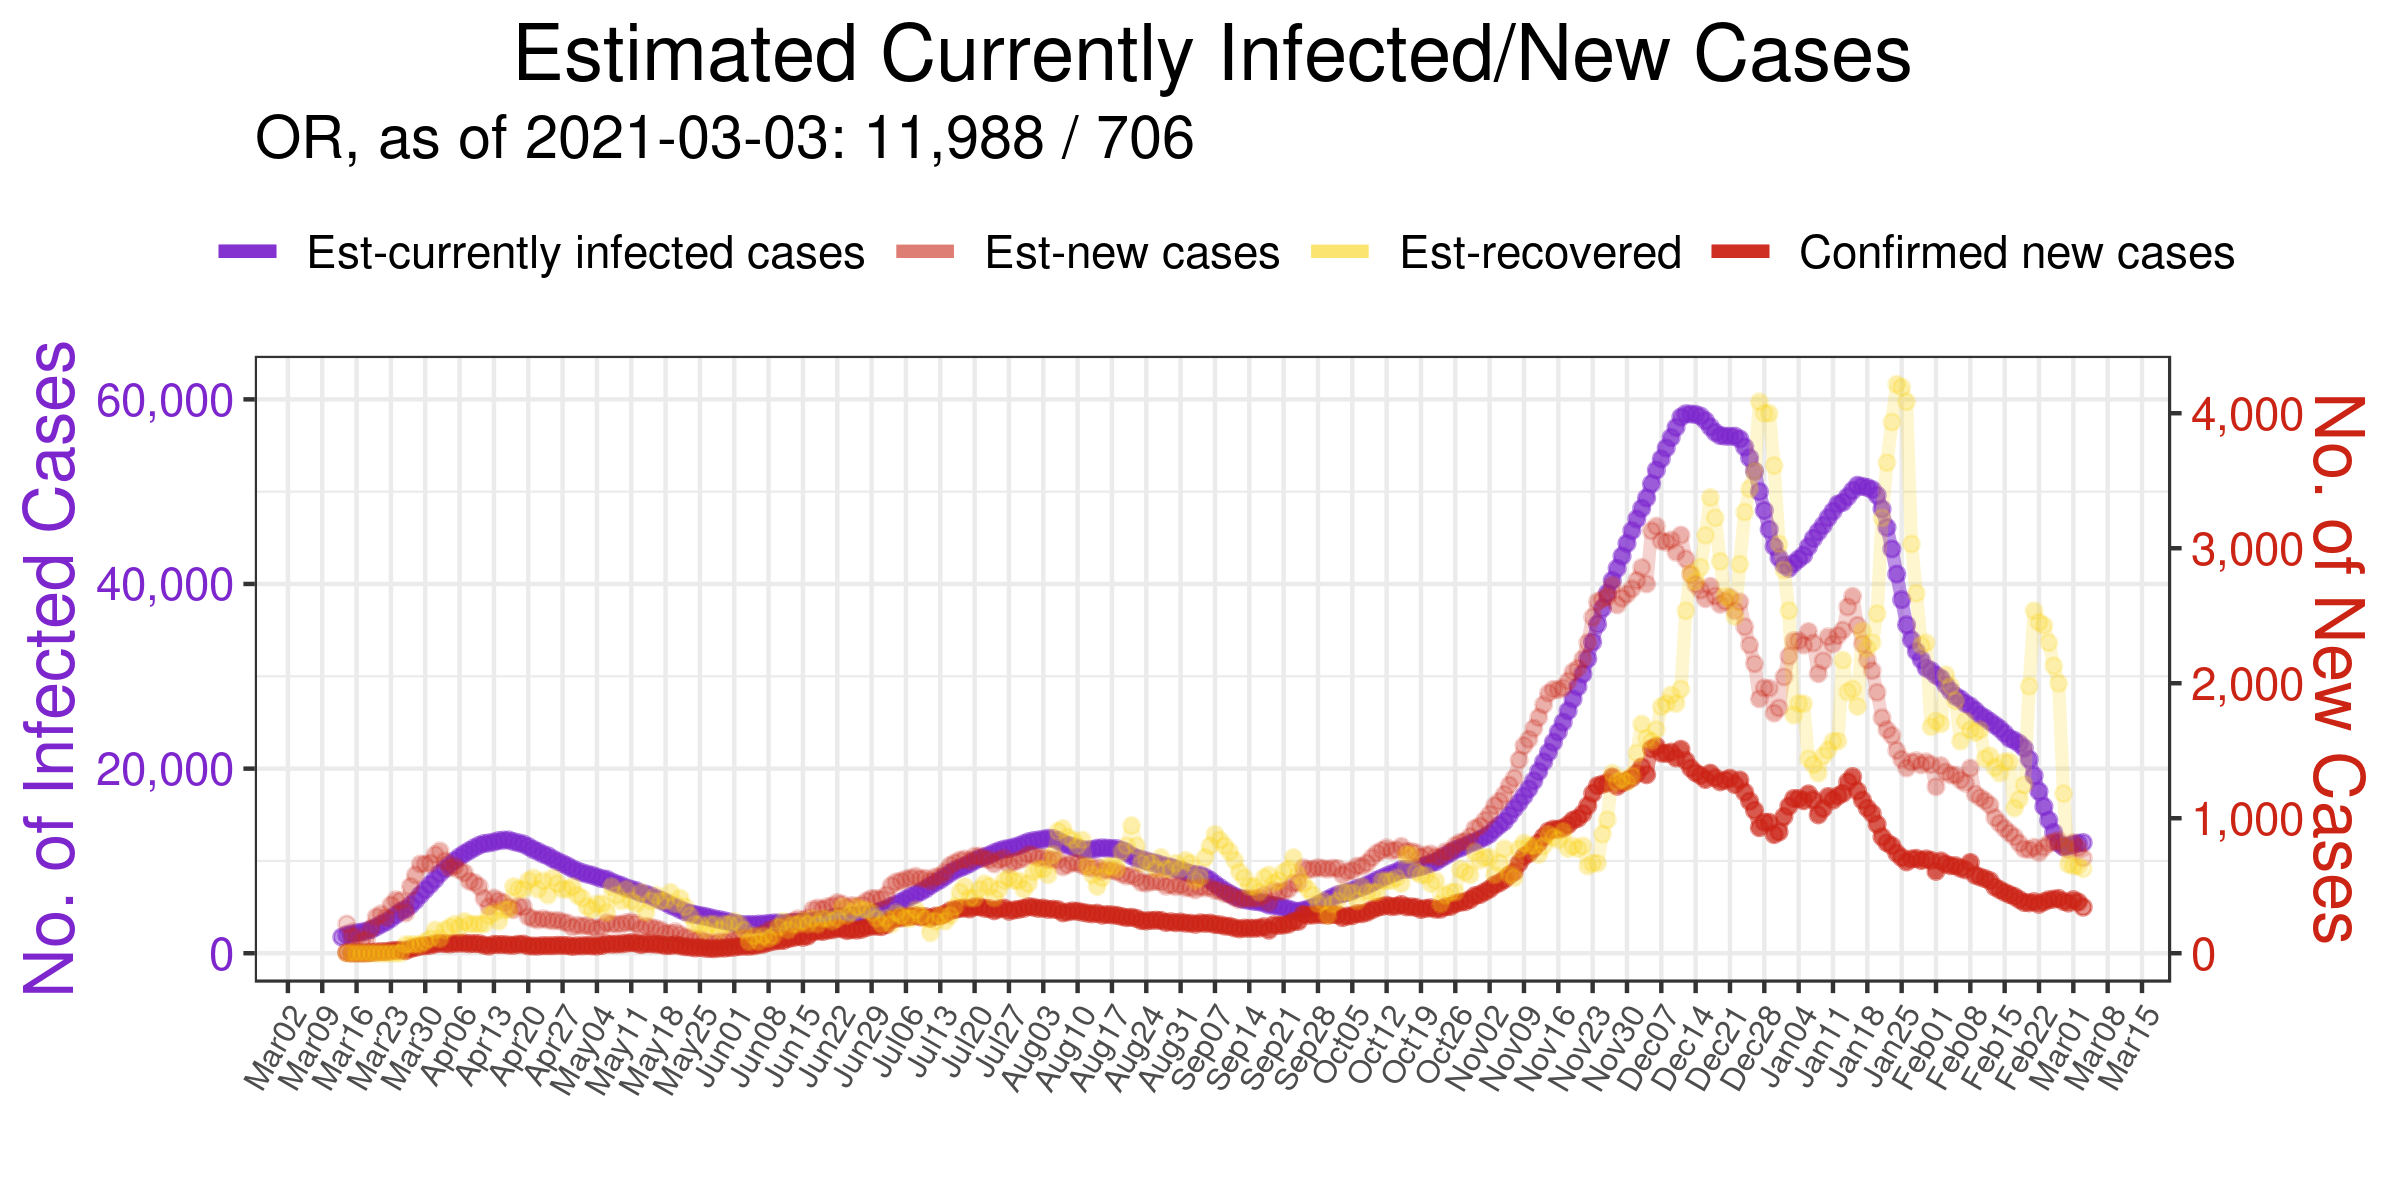 Estimated Currently Infected/New Cases
OR, as of 2021-03-03: 11,988 / 706
Est-currently infected cases
Est-new cases
Est-recovered
Confirmed new cases
No. of Infected Cases
60,000
40,000
20,000
0
4,000
3,000
2,000
1,000
0
No. of New Cases
Mar02
Mar09
Mar16
Mar23
Mar30
Apr06
Apr13
Apr20
Apr27
May04
May11
May18
May25
Jun01
Jun08
Jun15
Jun22
Jun29
Jul06
Jul13
Jul20
Jul27
Aug03
Aug10
Aug17
Aug24
Aug31
Sep07
Sep14
Sep21
Sep28
Oct05
Oct12
Oct19
Oct26
Nov02
Nov09
Nov16
Nov23
Nov30
Dec07
Dec14
Dec21
Dec28
Jan04
Jan11
Jan18
Jan25
Feb01
Feb08
Feb15
Feb22
Mar01
Mar08
Mar15